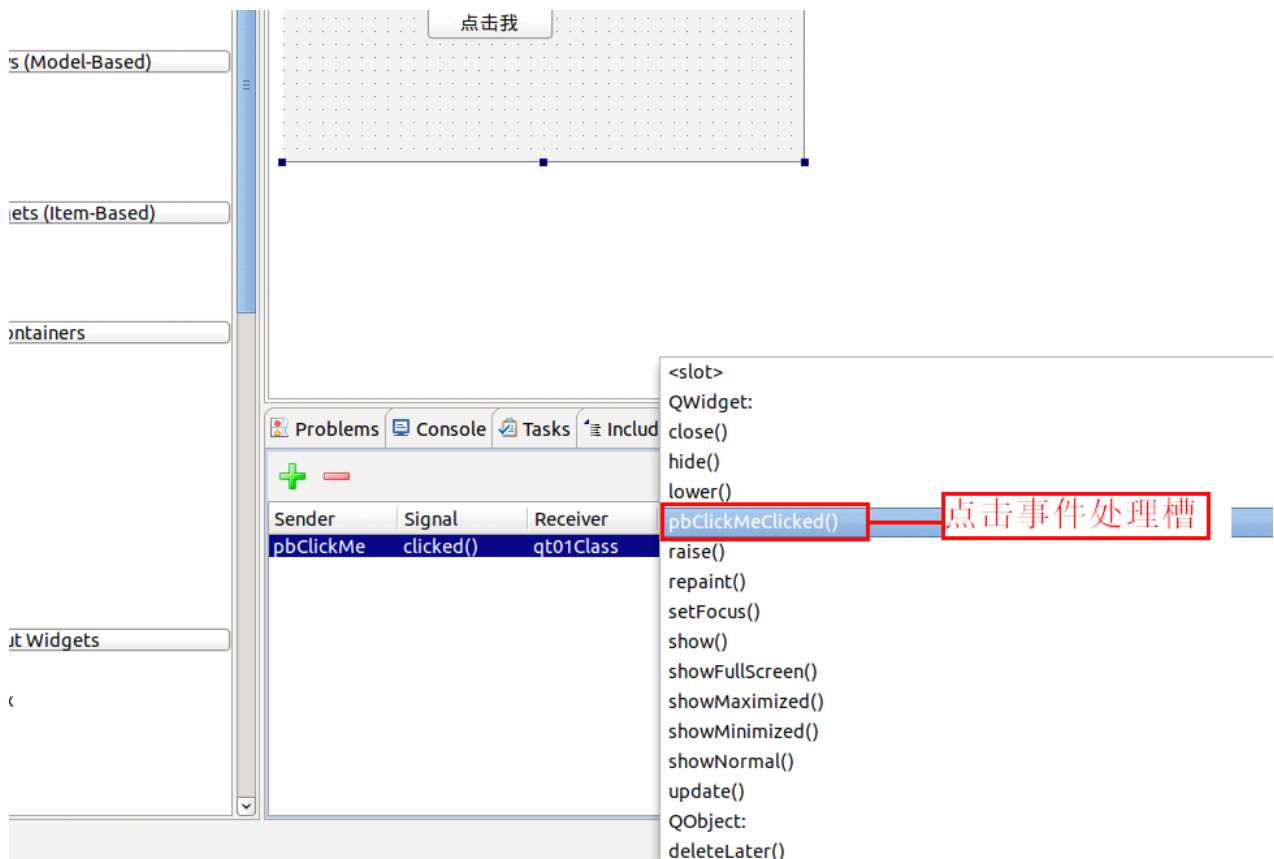 点击我
s (Model-Based)
ets (Item-Based)
ontainers
ut Widgets
x
Problems
Console
Tasks
Includ
Sender
Signal
Receiver
pbClickMe
clicked()
qt01Class
<slot>
QWidget:
close()
hide()
lower()
pbClickMeClicked()
点击事件处理槽
raise()
repaint()
setFocus()
show()
showFullScreen()
showMaximized()
showMinimized()
showNormal()
update()
QObject:
deleteLater()